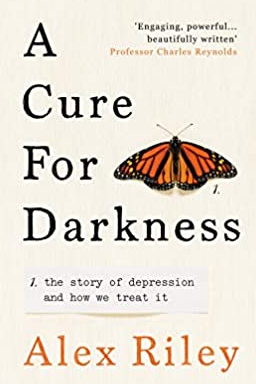 'Engaging, powerful...
beautifully written'
Professor Charles Reynolds
A
Cure
For
Darkness
1.
1. the story of depression
and how we treat it
Alex Riley